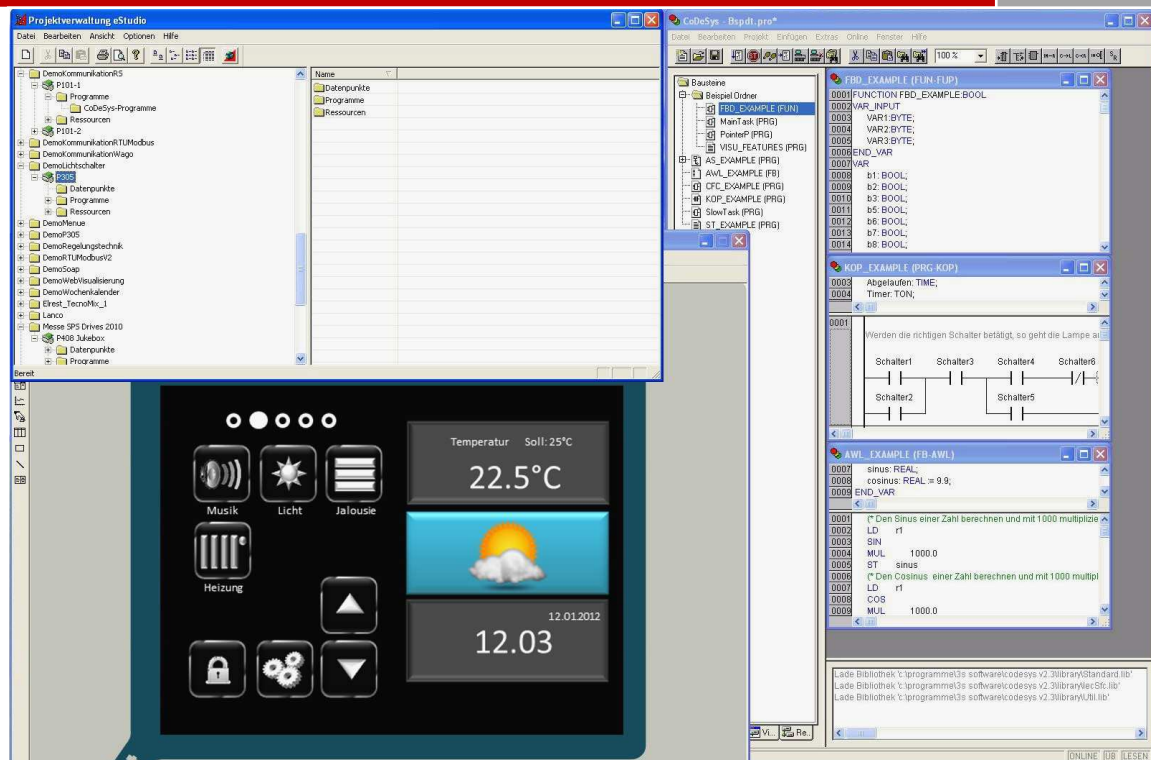 Projektverwaltung eStudio
Datei Bearbeiten Ansicht Optionen Hilfe
DemoKommunikationRS
P101-1
Programme
CoDeSys-Programme
Ressourcen
P101-2
DemoKommunikationRTUModbus
DemoKommunikationWago
DemoLichtschalter
P305
Datenpunkte
Programme
Ressourcen
DemoMenue
DemoP305
DemoRegelungstechnik
DemoRTUModbusV2
DemoSoap
DemoWebVisualisierung
DemoWochenkalender
Elrest_TecnoMix_1
Lanco
Messe SPS Drives 2010
P408 Jukebox
Datenpunkte
Programme
Name
Datenpunkte
Programme
Ressourcen
Bereit
Musik Licht Jalousie
Heizung
Temperatur Soll: 25°C
22.5°C
12.01.2012
12.03
CoDeSys - Bspdt.pro*
Datei Bearbeiten Projekt Einfügen Extras Online Fenster Hilfe
100 %
Bausteine
Beispiel Ordner
FBD_EXAMPLE (FUN)
MainTask (PRG)
PointerP (PRG)
VISU_FEATURES (PRG)
AS_EXAMPLE (PRG)
AWL_EXAMPLE (FB)
CFC_EXAMPLE (PRG)
KOP_EXAMPLE (PRG)
SlowTask (PRG)
ST_EXAMPLE (PRG)
Vi... Re...
FBD_EXAMPLE (FUN-FUP)
0001 FUNCTION FBD_EXAMPLE:BOOL
0002 VAR_INPUT
0003 VAR1:BYTE;
0004 VAR2:BYTE;
0005 VAR3:BYTE;
0006 END_VAR
0007 VAR
0008 b1: BOOL;
0009 b2: BOOL;
0010 b3: BOOL;
0011 b5: BOOL;
0012 b6: BOOL;
0013 b7: BOOL;
0014 b8: BOOL;
KOP_EXAMPLE (PRG-KOP)
0003 Abgelaufen: TIME;
0004 Timer: TON;
0001
Werden die richtigen Schalter betätigt, so geht die Lampe a
Schalter1 Schalter3 Schalter4 Schalter6
Schalter2 Schalter5
AWL_EXAMPLE (FB-AWL)
0007 sinus: REAL;
0008 cosinus: REAL := 9.9;
0009 END_VAR
0001 (* Den Sinus einer Zahl berechnen und mit 1000 multiplizie
0002 LD r1
0003 SIN
0004 MUL 1000.0
0005 ST sinus
0006 (* Den Cosinus einer Zahl berechnen und mit 1000 multipl
0007 LD r1
0008 COS
0009 MUL 1000.0
Lade Bibliothek 'c:\programme\3s software\codesys v2.3\library\Standard.lib'
Lade Bibliothek 'c:\programme\3s software\codesys v2.3\library\IecSfc.lib'
Lade Bibliothek 'c:\programme\3s software\codesys v2.3\library\Util.lib'
ONLINE ÜB LESEN